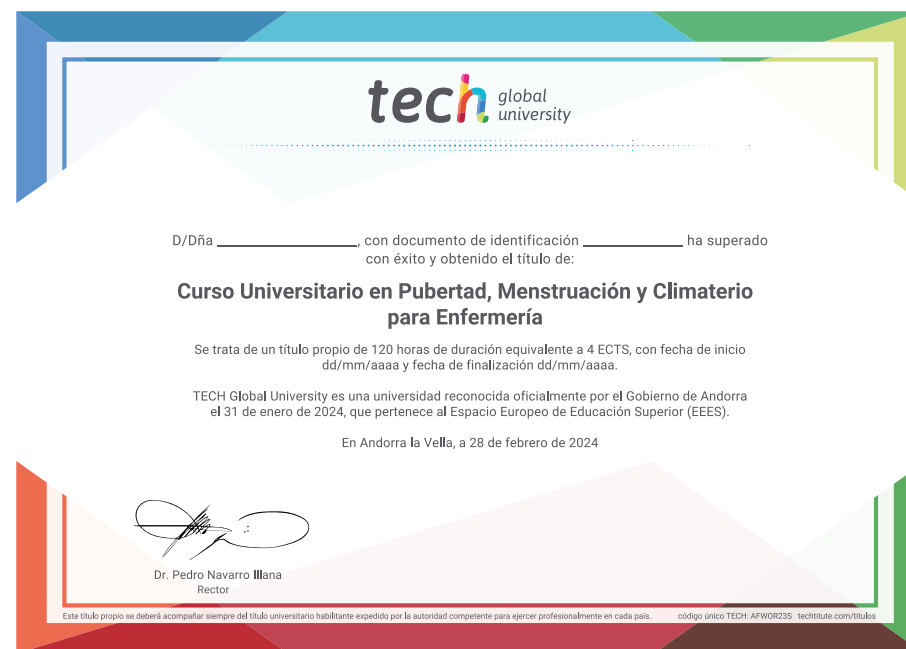 tech global
university
D/Dña ____________________, con documento de identificación ______________ ha superado
con éxito y obtenido el título de:
Curso Universitario en Pubertad, Menstruación y Climaterio
para Enfermería
Se trata de un título propio de 120 horas de duración equivalente a 4 ECTS, con fecha de inicio
dd/mm/aaaa y fecha de finalización dd/mm/aaaa.
TECH Global University es una universidad reconocida oficialmente por el Gobierno de Andorra
el 31 de enero de 2024, que pertenece al Espacio Europeo de Educación Superior (EEES).
En Andorra la Vella, a 28 de febrero de 2024
Dr. Pedro Navarro Illana
Rector
Este título propio se deberá acompañar siempre del título universitario habilitante expedido por la autoridad competente para ejercer profesionalmente en cada país. código único TECH: AFWOR23S techtitute.com/titulos